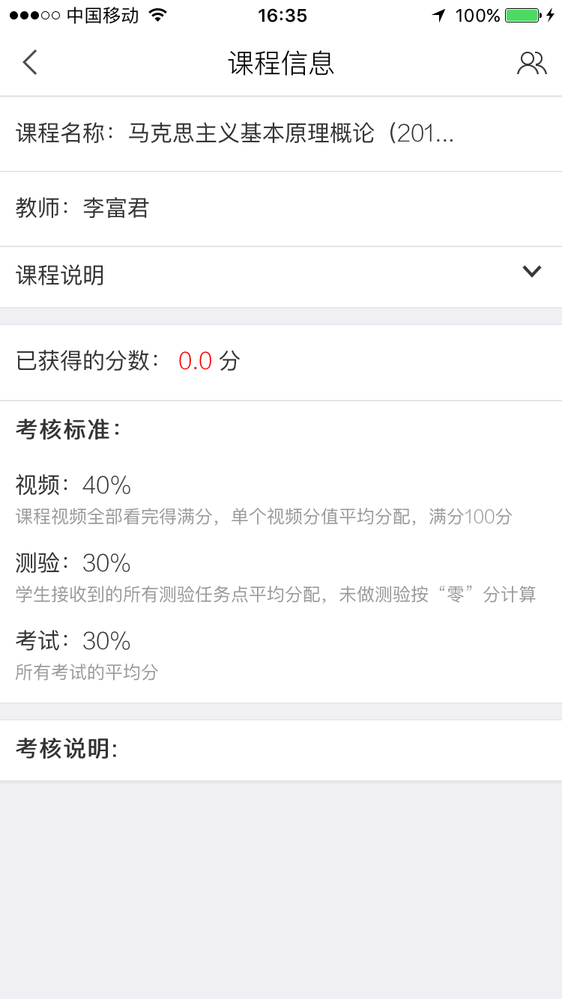 中国移动 16:35 100%
课程信息
课程名称：马克思主义基本原理概论（201...
教师：李富君
课程说明
已获得的分数： 0.0 分
考核标准：
视频：40%
课程视频全部看完得满分，单个视频分值平均分配，满分100分
测验：30%
学生接收到的所有测验任务点平均分配，未做测验按“零”分计算
考试：30%
所有考试的平均分
考核说明: